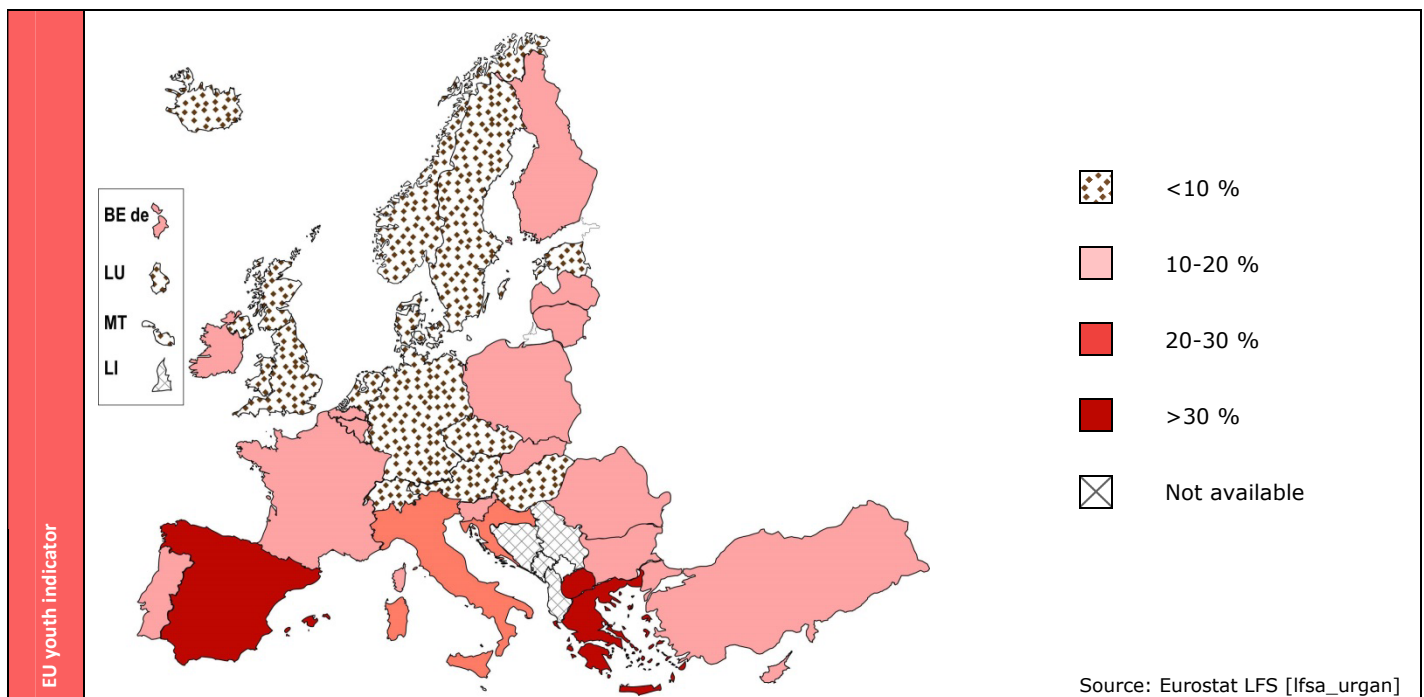 EU youth indicator
BE de
LU
MT
LI
<10 %
10-20 %
20-30 %
>30 %
Not available
Source: Eurostat LFS [lfsa_urgan]